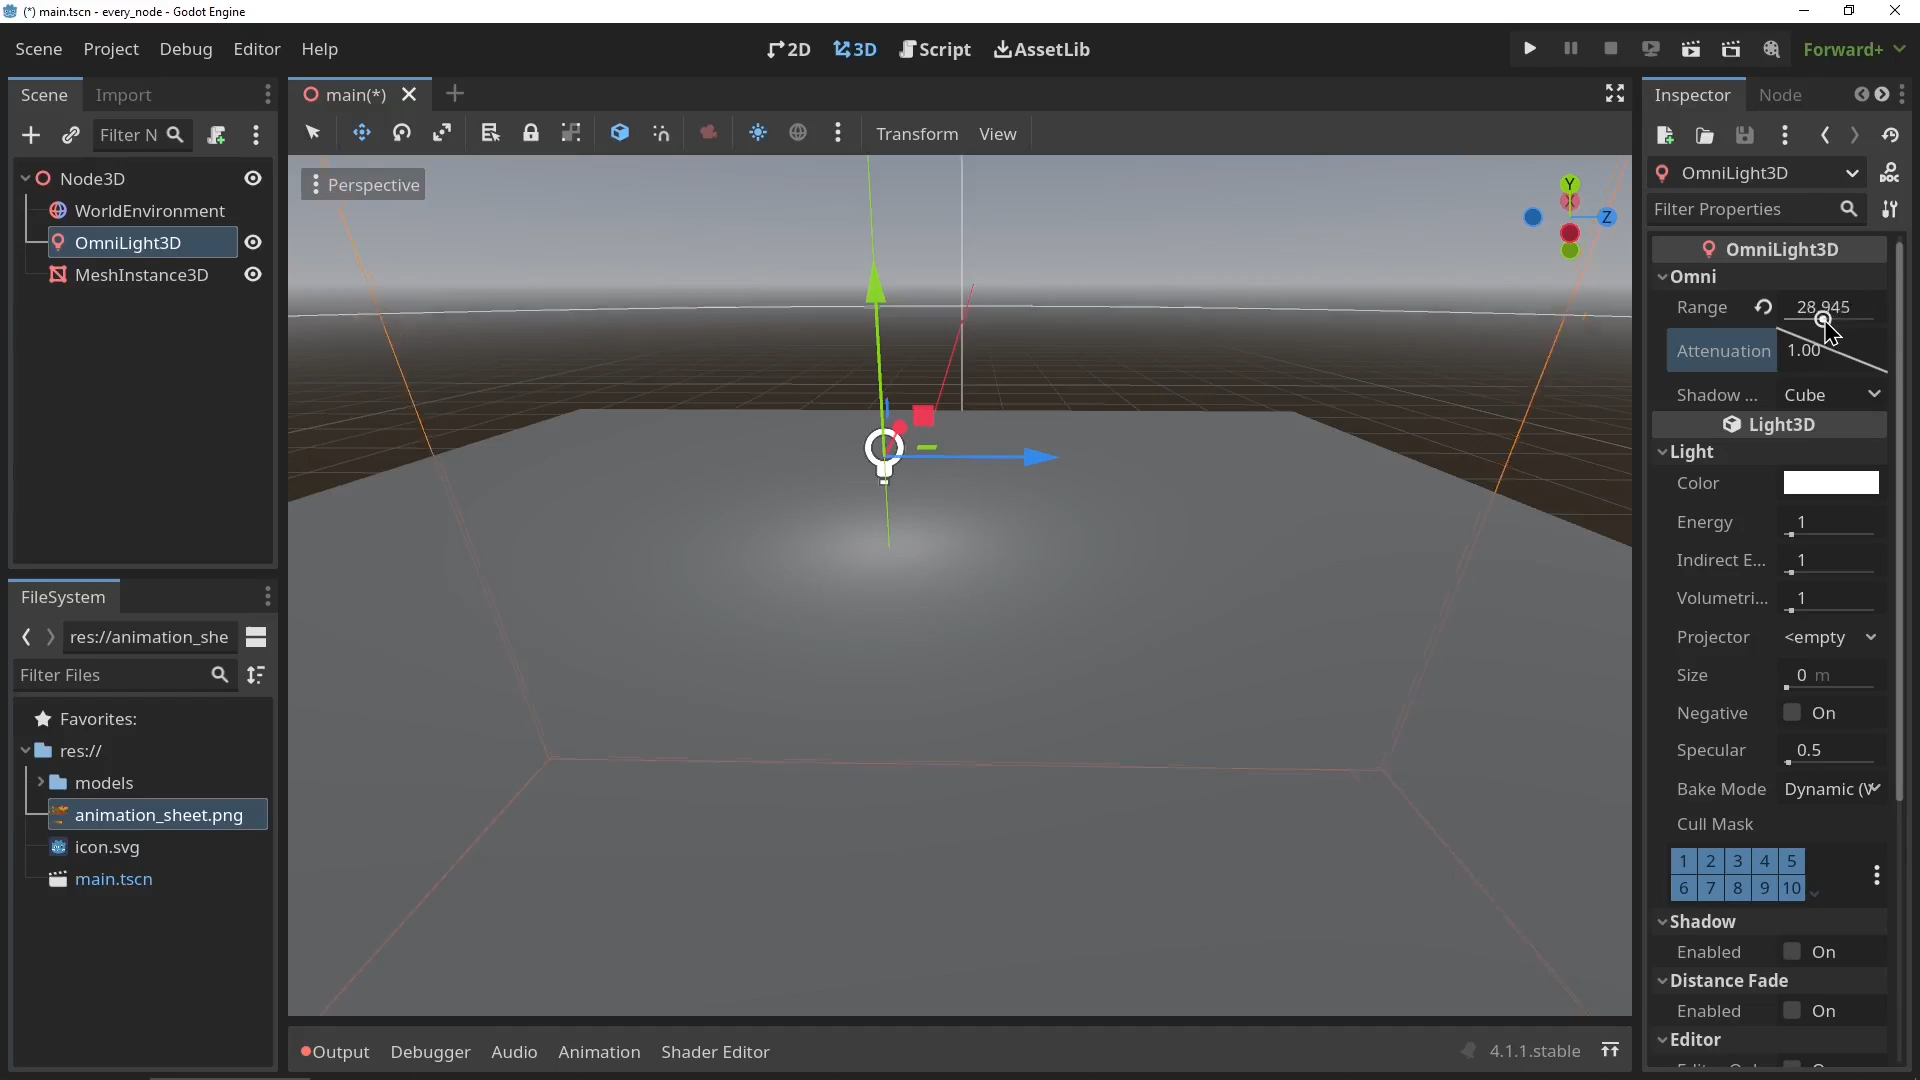 (*) main.tscn - every_node - Godot Engine
Scene Project Debug Editor Help
2D 3D Script AssetLib
Forward+
Scene Import
Filter N
Node3D
WorldEnvironment
OmniLight3D
MeshInstance3D
FileSystem
res://animation_she
Filter Files
Favorites:
res://
models
animation_sheet.png
icon.svg
main.tscn
main(*)
Transform View
Perspective
Y
X
Z
Output Debugger Audio Animation Shader Editor
4.1.1.stable
Inspector Node
OmniLight3D
DOC
Filter Properties
OmniLight3D
Omni
Range 28.945
Attenuation 1.00
Shadow ... Cube
Light3D
Light
Color
Energy 1
Indirect E... 1
Volumetri... 1
Projector <empty
Size 0 m
Negative On
Specular 0.5
Bake Mode Dynamic (
Cull Mask
1 2 3 4 5
6 7 8 9 10
Shadow
Enabled On
Distance Fade
Enabled On
Editor